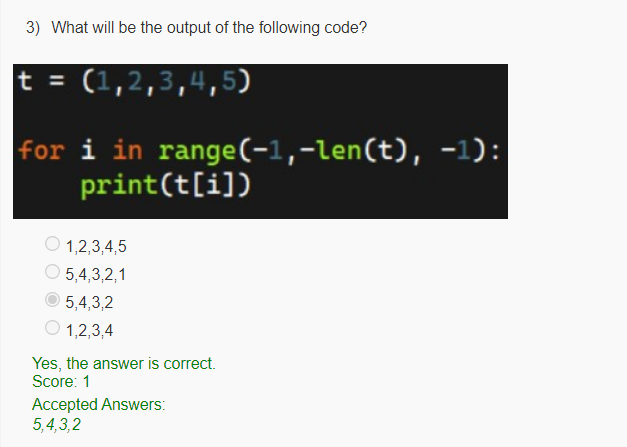 3) What will be the output of the following code?
t = (1,2,3,4,5)
for i in range(-1,-len(t), -1):
print(t[i])
1,2,3,4,5
5,4,3,2,1
5,4,3,2
1,2,3,4
Yes, the answer is correct.
Score: 1
Accepted Answers:
5,4,3,2